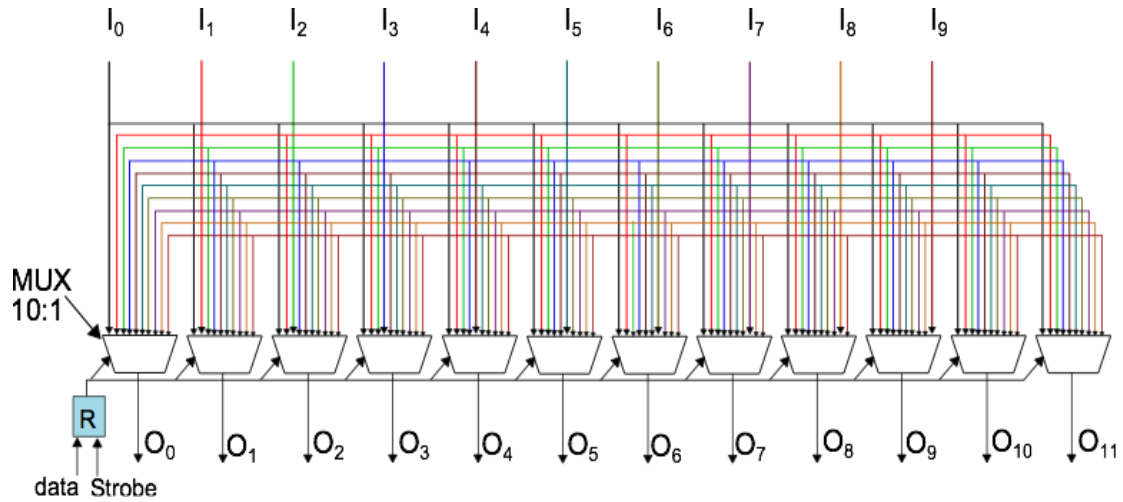 I0 I1 I2 I3 I4 I5 I6 I7 I8 I9
MUX
10:1
R
O0 O1 O2 O3 O4 O5 O6 O7 O8 O9 O10 O11
data Strobe